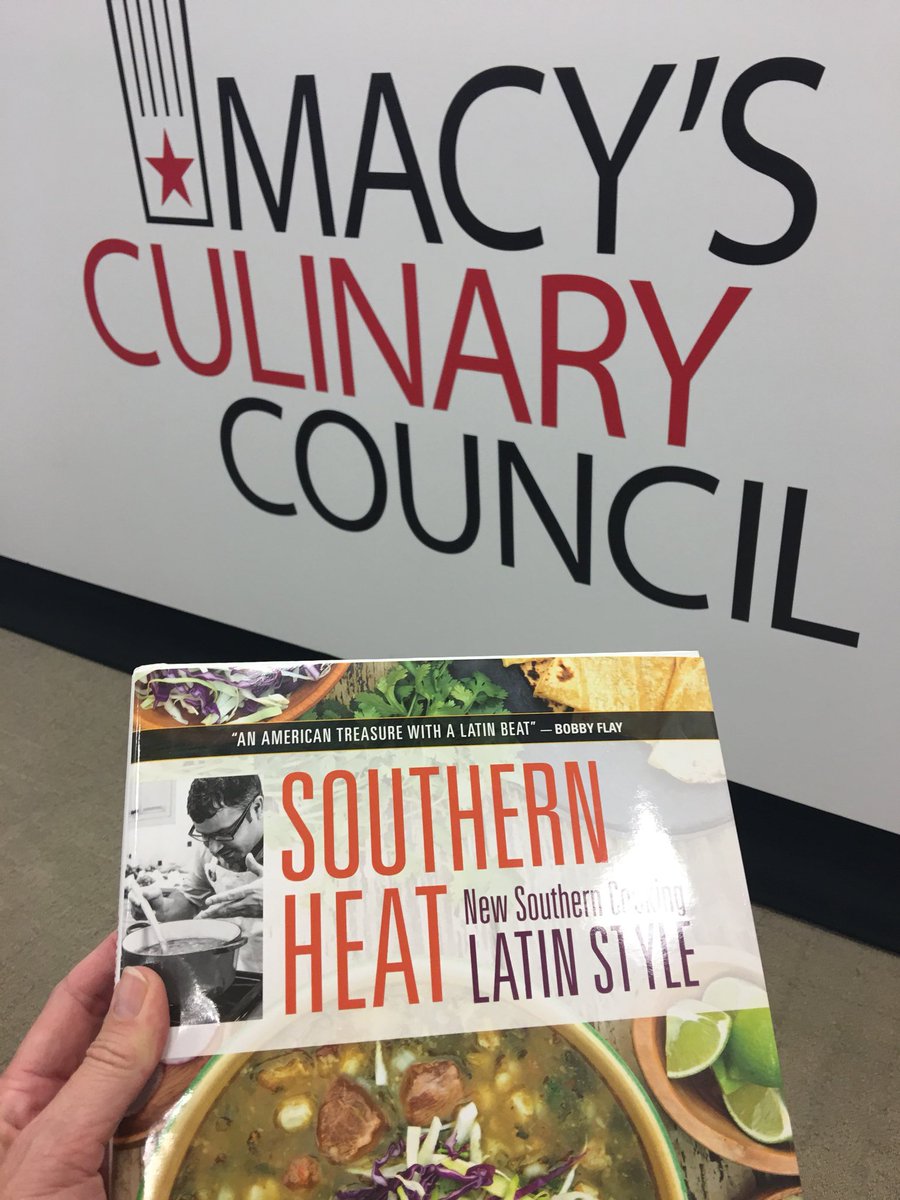 MACY'S
CULINARY
COUNCIL
"AN AMERICAN TREASURE WITH A LATIN BEAT" — BOBBY FLAY
SOUTHERN
HEAT
New Southern Cooking
LATIN STYLE